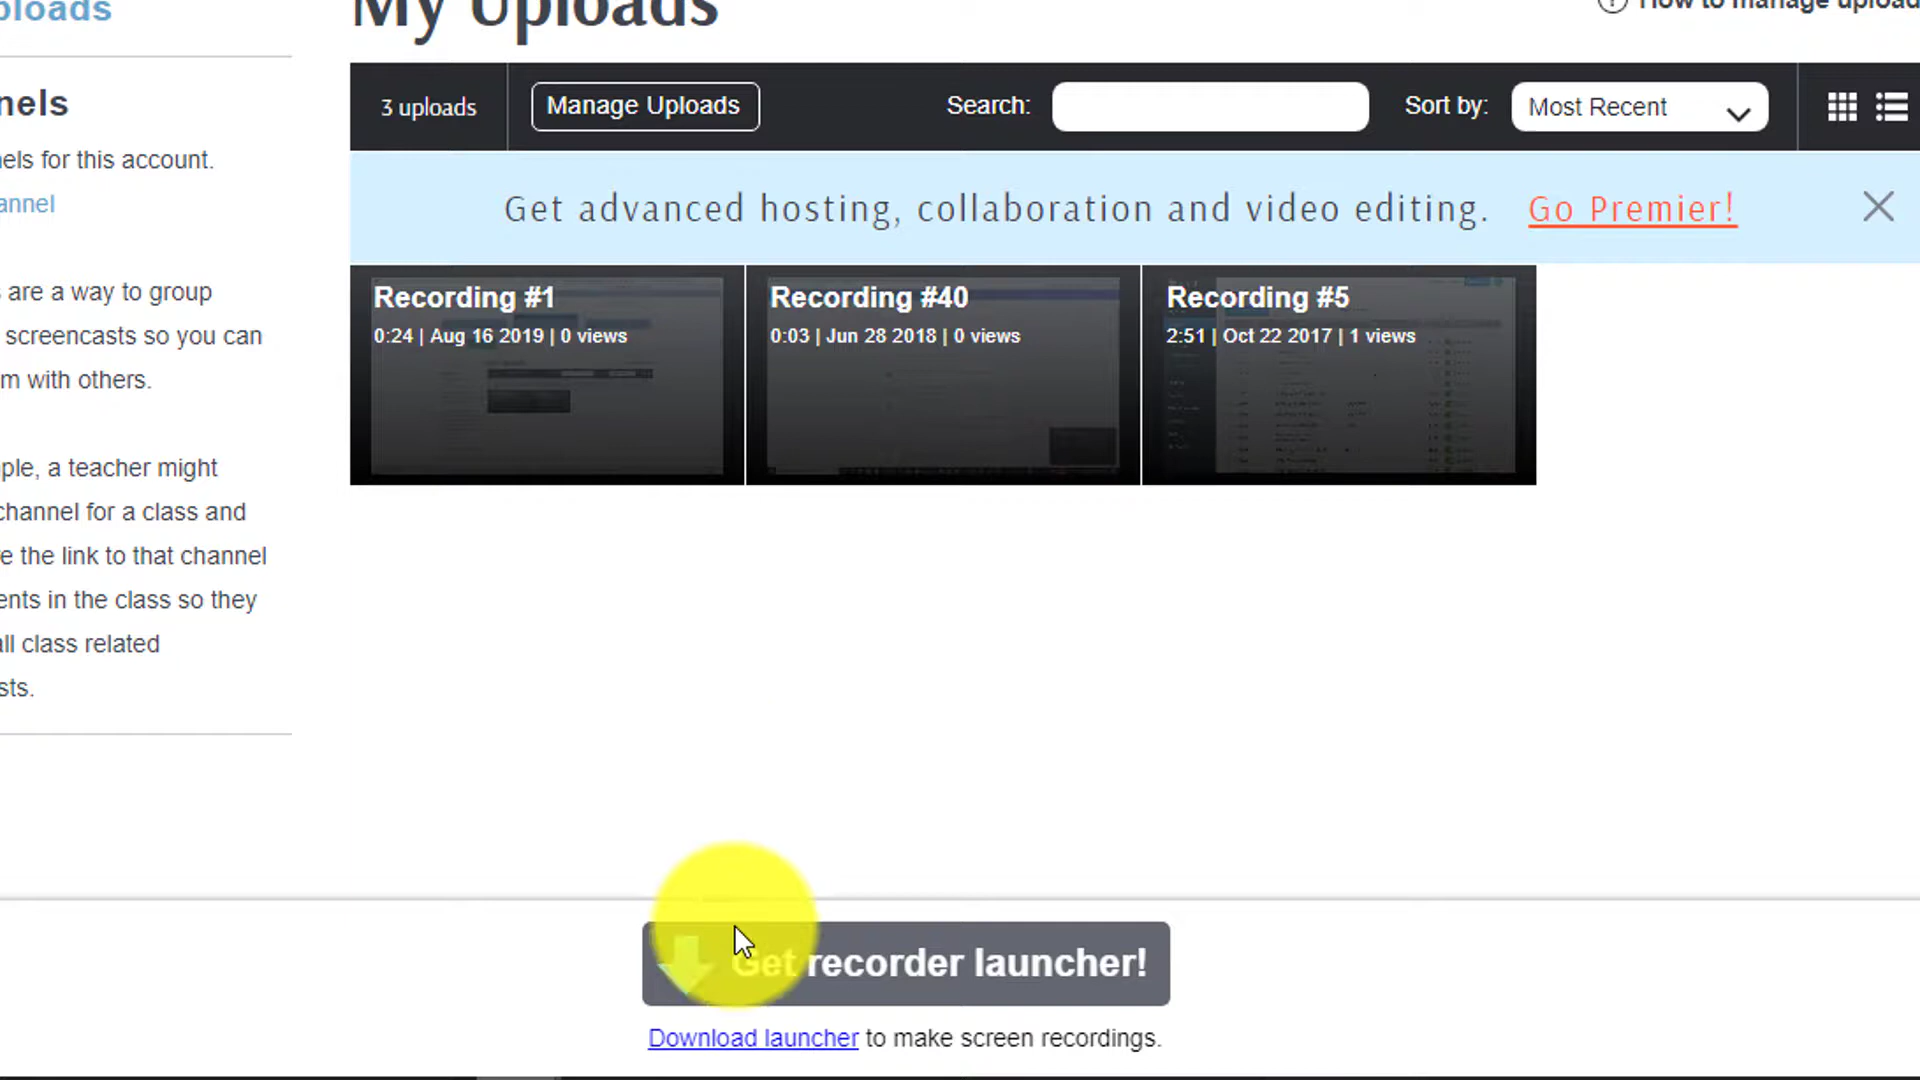 ploads
My Uploads
How to manage upload
nels
els for this account.
annel
s are a way to group
screencasts so you can
m with others.
ple, a teacher might
channel for a class and
e the link to that channel
ents in the class so they
all class related
sts.
3 uploads
Manage Uploads
Search:
Sort by:
Most Recent
Get advanced hosting, collaboration and video editing. Go Premier!
Recording #1
0:24 | Aug 16 2019 | 0 views
Recording #40
0:03 | Jun 28 2018 | 0 views
Recording #5
2:51 | Oct 22 2017 | 1 views
Get recorder launcher!
Download launcher to make screen recordings.